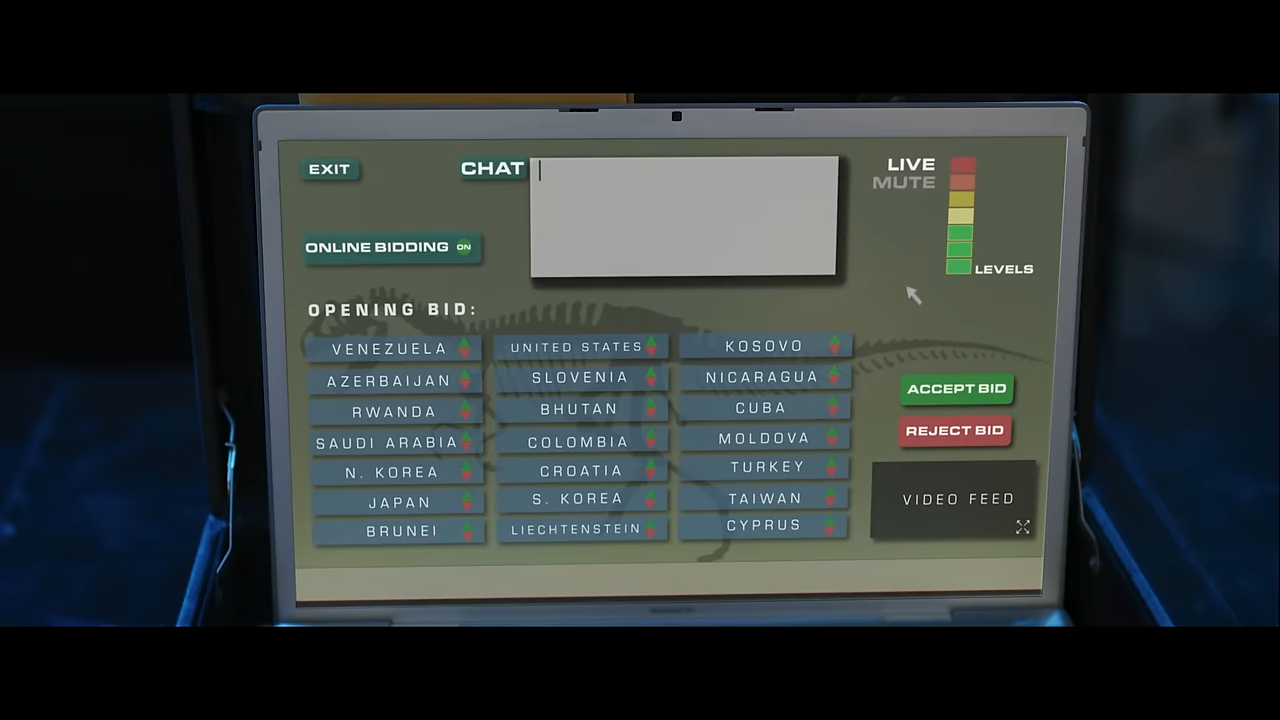 EXIT
CHAT
LIVE
MUTE
ONLINE BIDDING ON
LEVELS
OPENING BID:
VENEZUELA
UNITED STATES
KOSOVO
AZERBAIJAN
SLOVENIA
NICARAGUA
RWANDA
BHUTAN
CUBA
SAUDI ARABIA
COLOMBIA
MOLDOVA
N. KOREA
CROATIA
TURKEY
JAPAN
S. KOREA
TAIWAN
BRUNEI
LIECHTENSTEIN
CYPRUS
ACCEPT BID
REJECT BID
VIDEO FEED